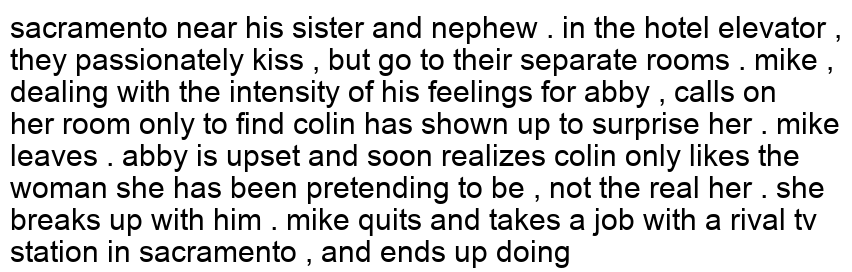 sacramento near his sister and nephew . in the hotel elevator ,
they passionately kiss , but go to their separate rooms . mike ,
dealing with the intensity of his feelings for abby , calls on
her room only to find colin has shown up to surprise her . mike
leaves . abby is upset and soon realizes colin only likes the
woman she has been pretending to be , not the real her . she
breaks up with him . mike quits and takes a job with a rival tv
station in sacramento , and ends up doing